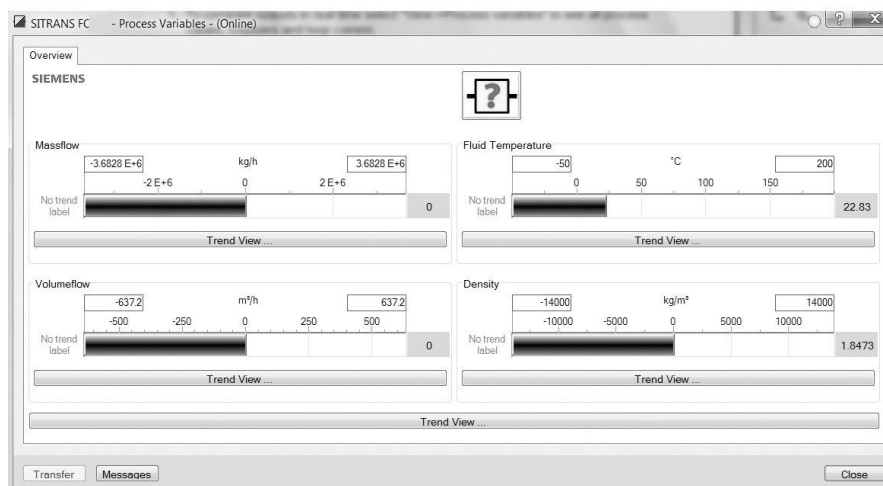 SITRANS FC - Process Variables - (Online)
Overview
SIEMENS
?
Massflow
-3.6828 E+6 kg/h 3.6828 E+6
-2 E+6 0 2 E+6
No trend
label
0
Trend View ...
Fluid Temperature
-50 °C 200
0 50 100 150
No trend
label
22.83
Trend View ...
Volumeflow
-637.2 m³/h 637.2
-500 -250 0 250 500
No trend
label
0
Trend View ...
Density
-14000 kg/m³ 14000
-10000 -5000 0 5000 10000
No trend
label
1.8473
Trend View ...
Trend View ...
Transfer Messages Close